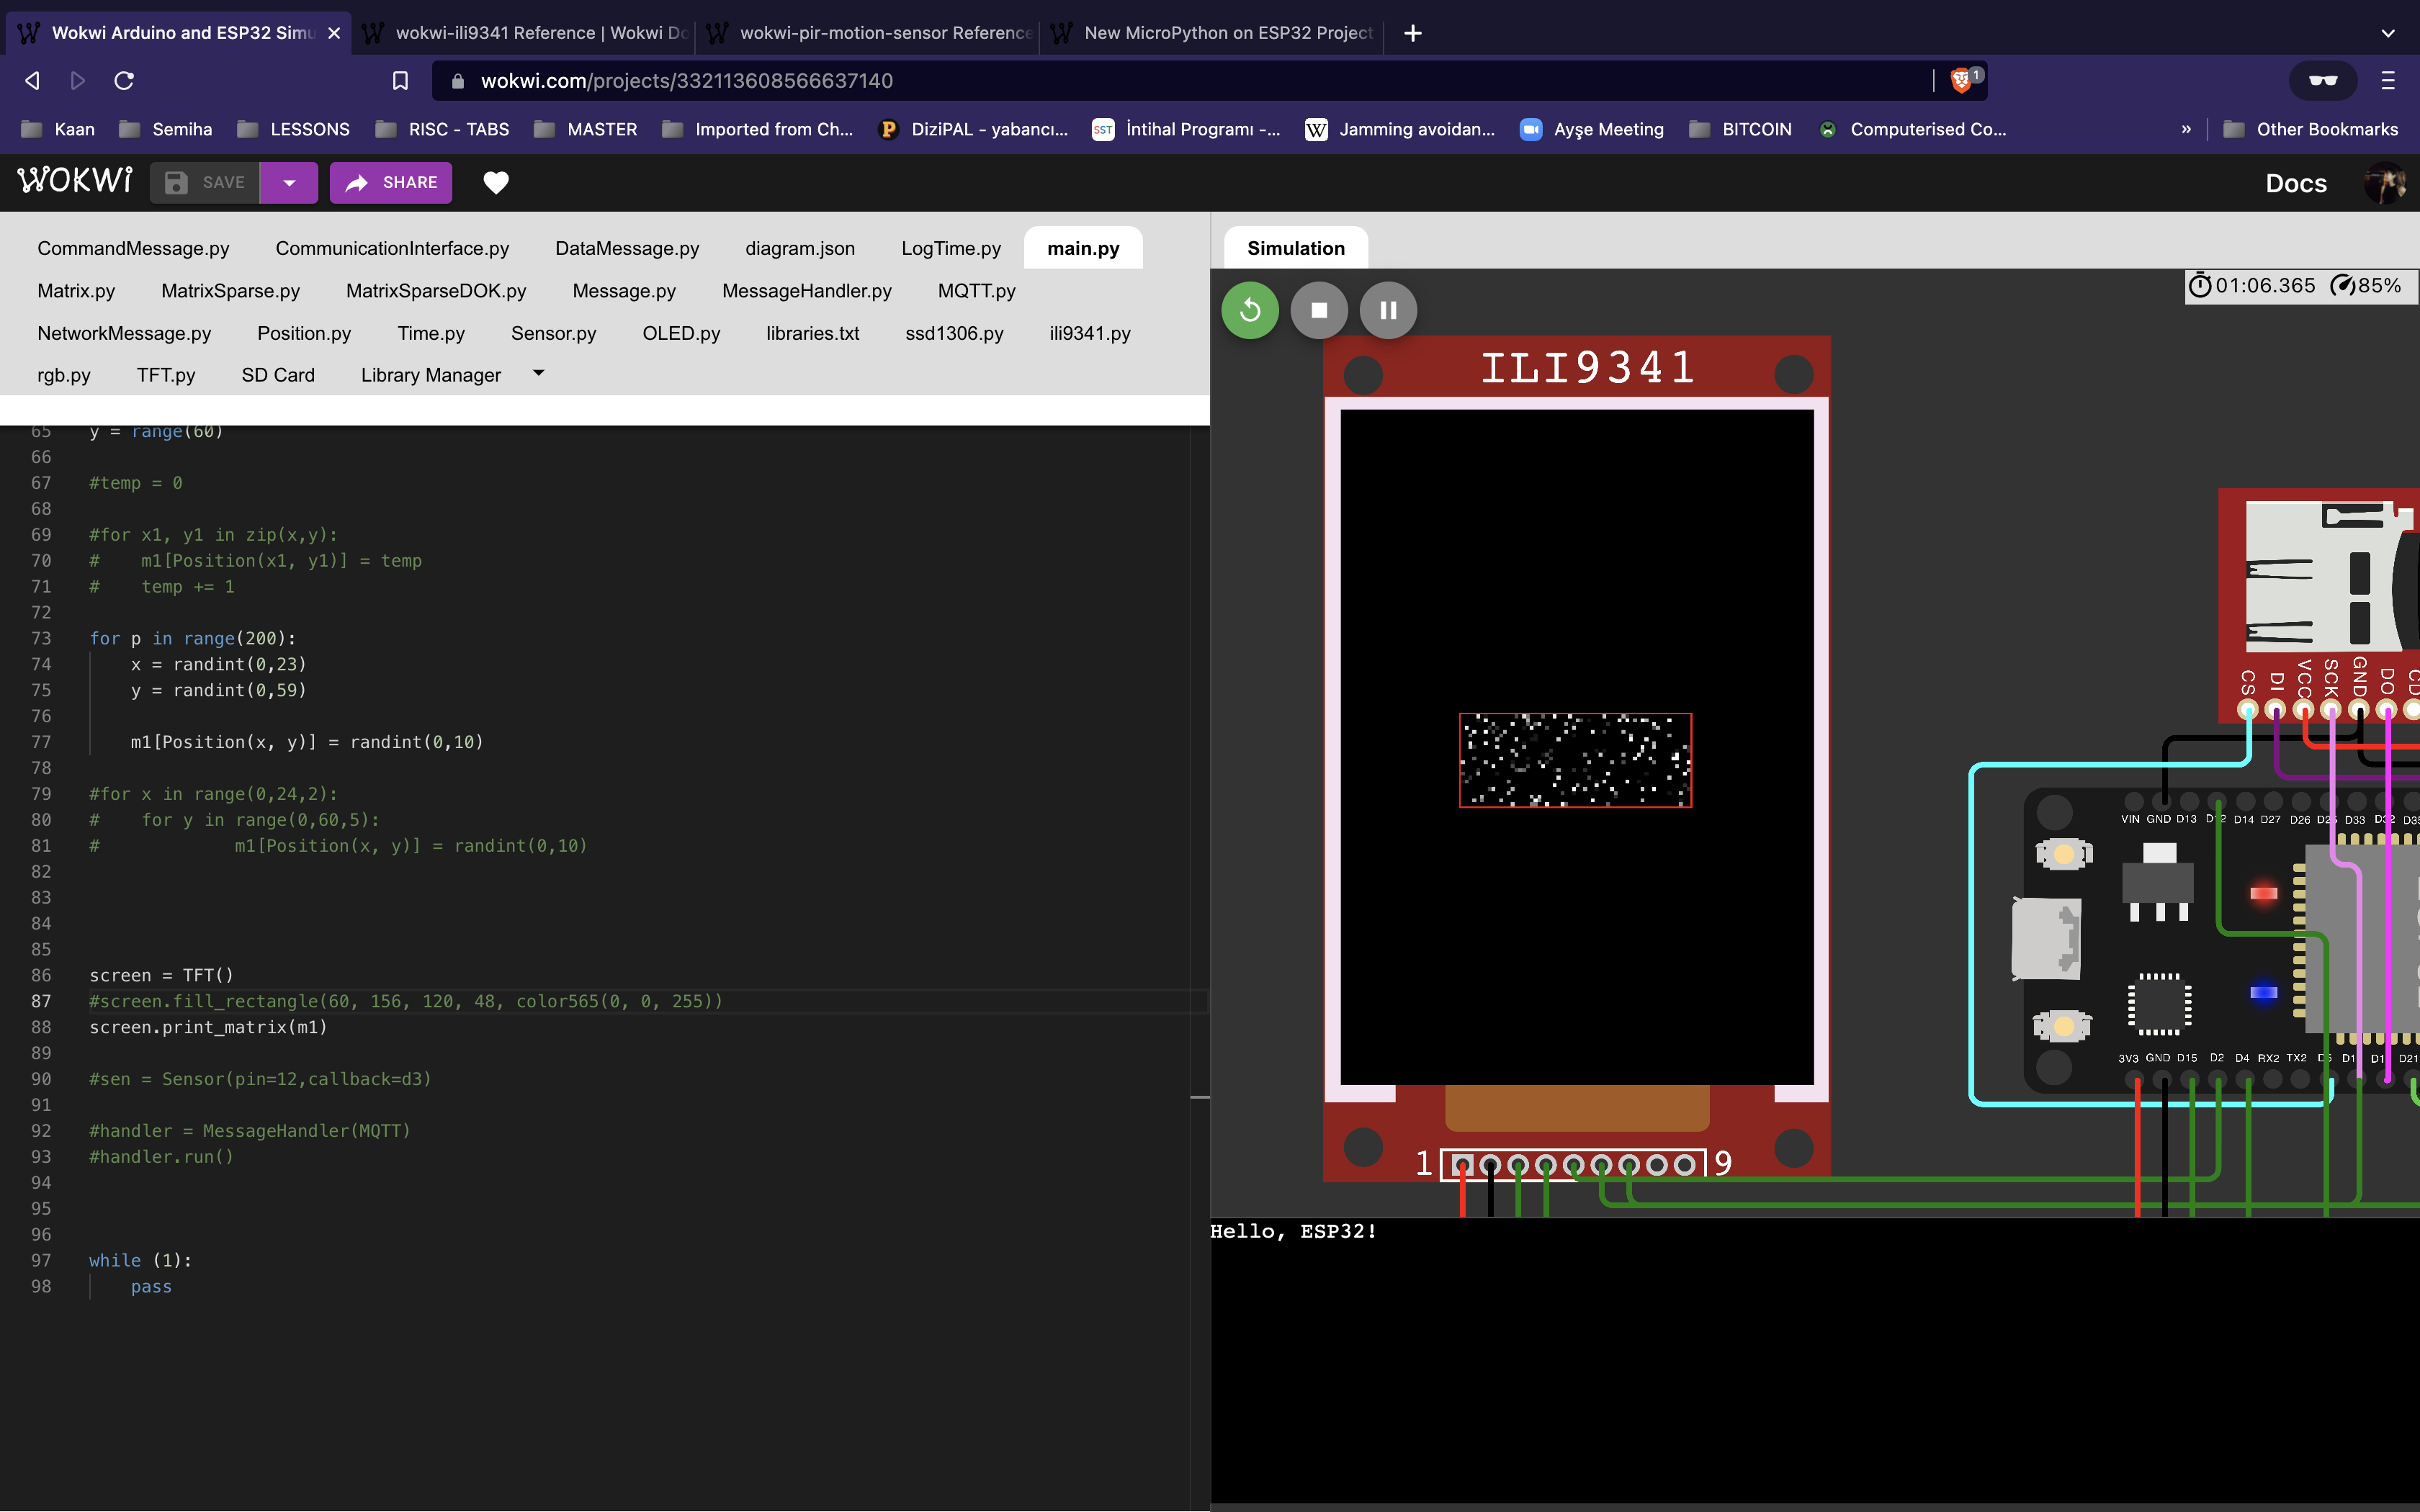 Wokwi Arduino and ESP32 Simu
wokwi-ili9341 Reference | Wokwi Do
wokwi-pir-motion-sensor Reference
New MicroPython on ESP32 Project
wokwi.com/projects/332113608566637140
1
Kaan
Semiha
LESSONS
RISC - TABS
MASTER
Imported from Ch...
DiziPAL - yabancı...
SST
İntihal Programı -...
W
Jamming avoidan...
Ayşe Meeting
BITCOIN
Computerised Co...
»
Other Bookmarks
WOKWi
SAVE
SHARE
Docs
CommandMessage.py
CommunicationInterface.py
DataMessage.py
diagram.json
LogTime.py
main.py
Matrix.py
MatrixSparse.py
MatrixSparseDOK.py
Message.py
MessageHandler.py
MQTT.py
NetworkMessage.py
Position.py
Time.py
Sensor.py
OLED.py
libraries.txt
ssd1306.py
ili9341.py
rgb.py
TFT.py
SD Card
Library Manager
65 y = range(60)
66
67 #temp = 0
68
69 #for x1, y1 in zip(x,y):
70 #    m1[Position(x1, y1)] = temp
71 #    temp += 1
72
73 for p in range(200):
74     x = randint(0,23)
75     y = randint(0,59)
76
77     m1[Position(x, y)] = randint(0,10)
78
79 #for x in range(0,24,2):
80 #    for y in range(0,60,5):
81 #             m1[Position(x, y)] = randint(0,10)
82
83
84
85
86 screen = TFT()
87 #screen.fill_rectangle(60, 156, 120, 48, color565(0, 0, 255))
88 screen.print_matrix(m1)
89
90 #sen = Sensor(pin=12,callback=d3)
91
92 #handler = MessageHandler(MQTT)
93 #handler.run()
94
95
96
97 while (1):
98     pass
Simulation
01:06.365
85%
ILI9341
1
9
CS DI VCC SCK GND DO CD
VIN GND D13 D12 D14 D27 D26 D25 D33 D32 D35
3V3 GND D15 D2 D4 RX2 TX2 D5 D21
Hello, ESP32!